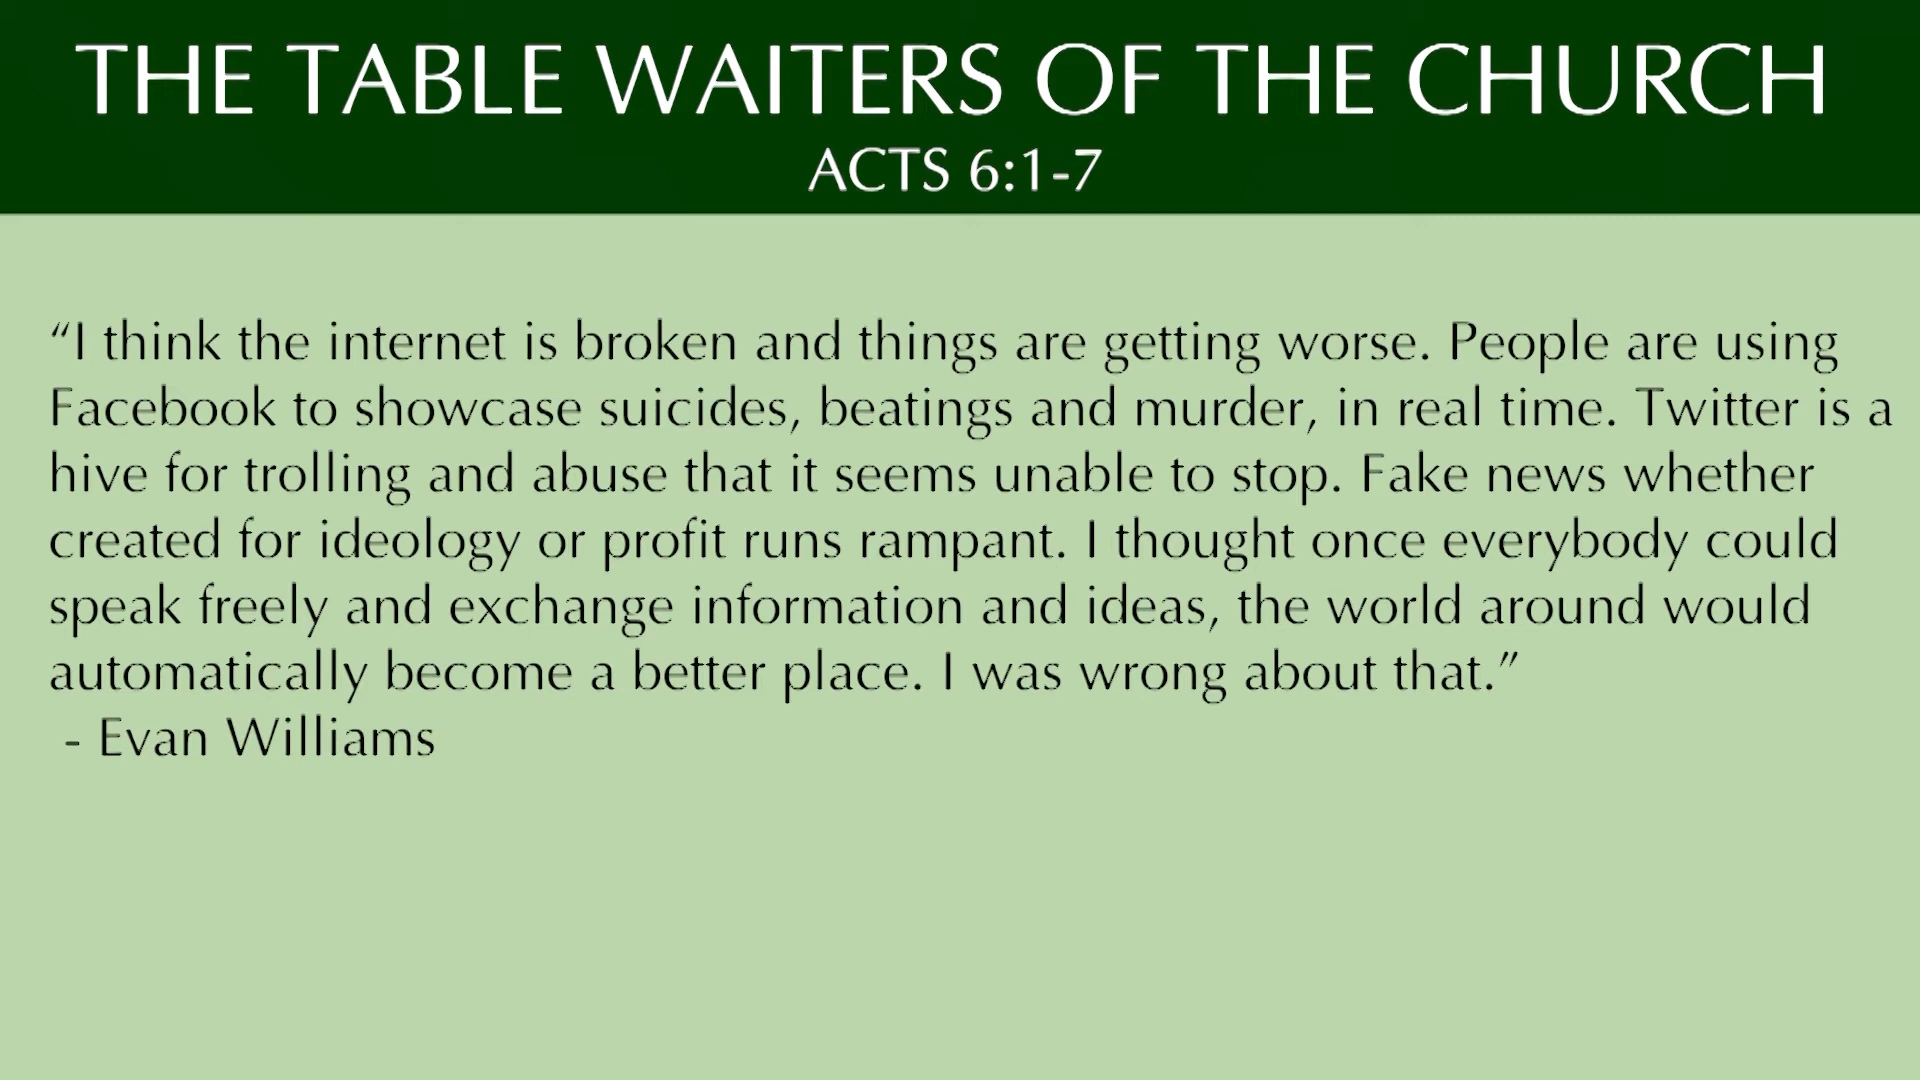 THE TABLE WAITERS OF THE CHURCH
ACTS 6:1-7
“I think the internet is broken and things are getting worse. People are using
Facebook to showcase suicides, beatings and murder, in real time. Twitter is a
hive for trolling and abuse that it seems unable to stop. Fake news whether
created for ideology or profit runs rampant. I thought once everybody could
speak freely and exchange information and ideas, the world around would
automatically become a better place. I was wrong about that.”
- Evan Williams